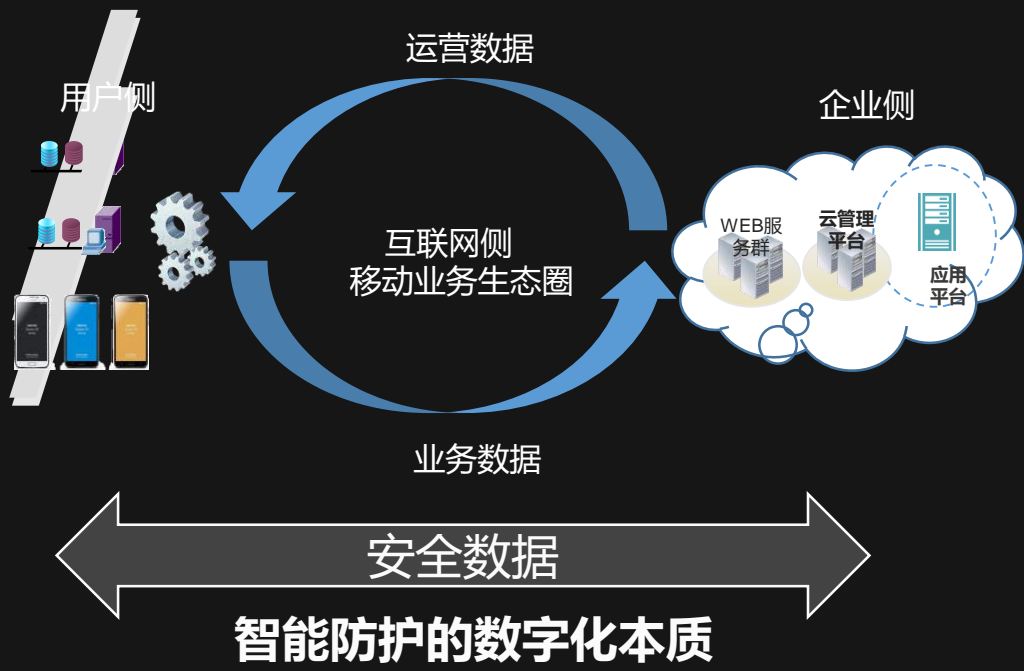 运营数据
用户侧
企业侧
WEB服
务群
云管理
平台
应用
平台
互联网侧
移动业务生态圈
业务数据
安全数据
智能防护的数字化本质